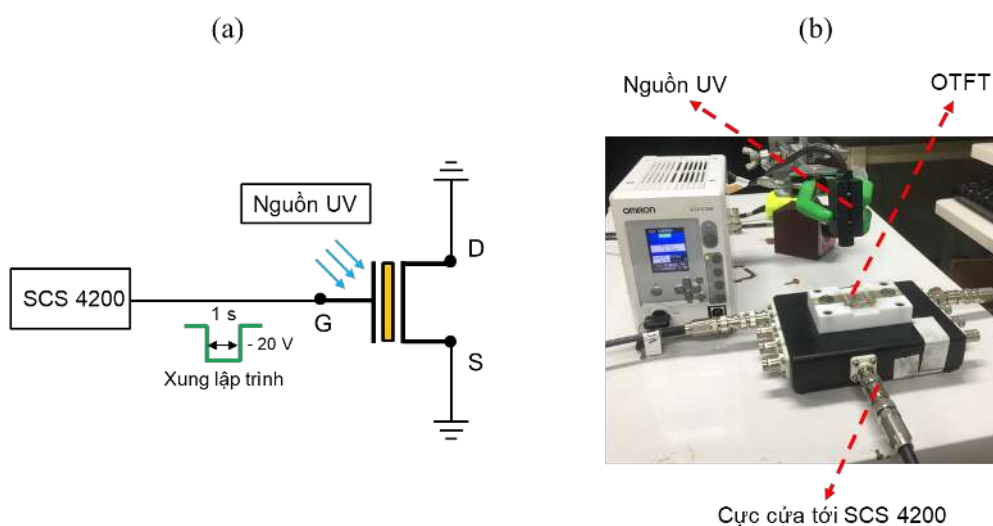 (a)
(b)
Nguồn UV
OTFT
Nguồn UV
OMRON
D
SCS 4200
G
1 s
- 20 V
S
Xung lập trình
Cực cửa tới SCS 4200